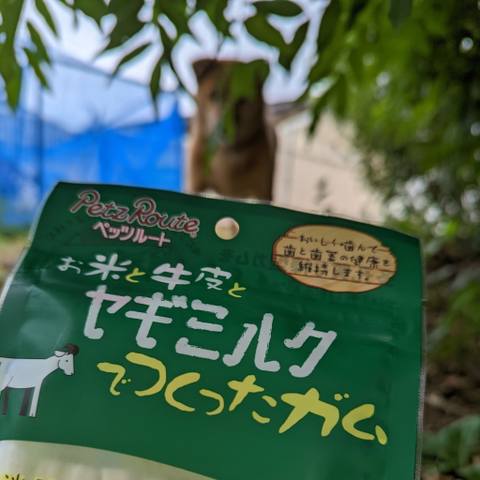 Petz Route
ペッツルート
おいしく噛んで
歯と歯茎の健康を
維持します。
お米と牛皮と
ヤギミルク
でつくったガム